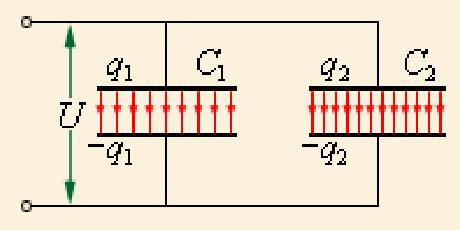 q₁ C₁ q₂ C₂
U
-q₁ -q₂